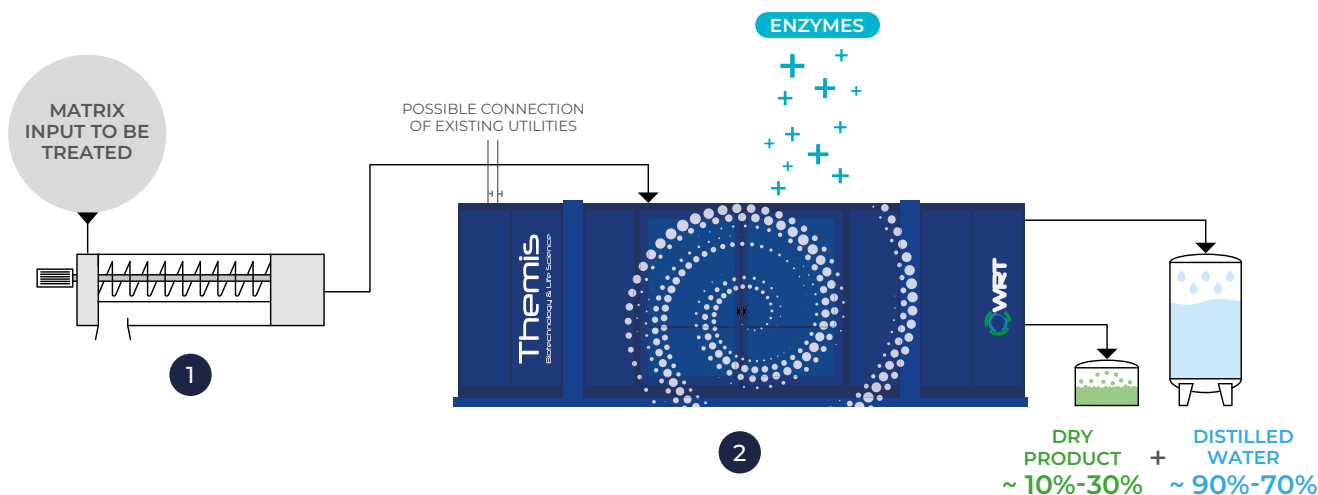 ENZYMES
MATRIX
INPUT TO BE
TREATED
POSSIBLE CONNECTION
OF EXISTING UTILITIES
Themis
Biotechnology & Life Science
WRT
1
2
DRY
PRODUCT
~ 10%-30%
+
DISTILLED
WATER
~ 90%-70%